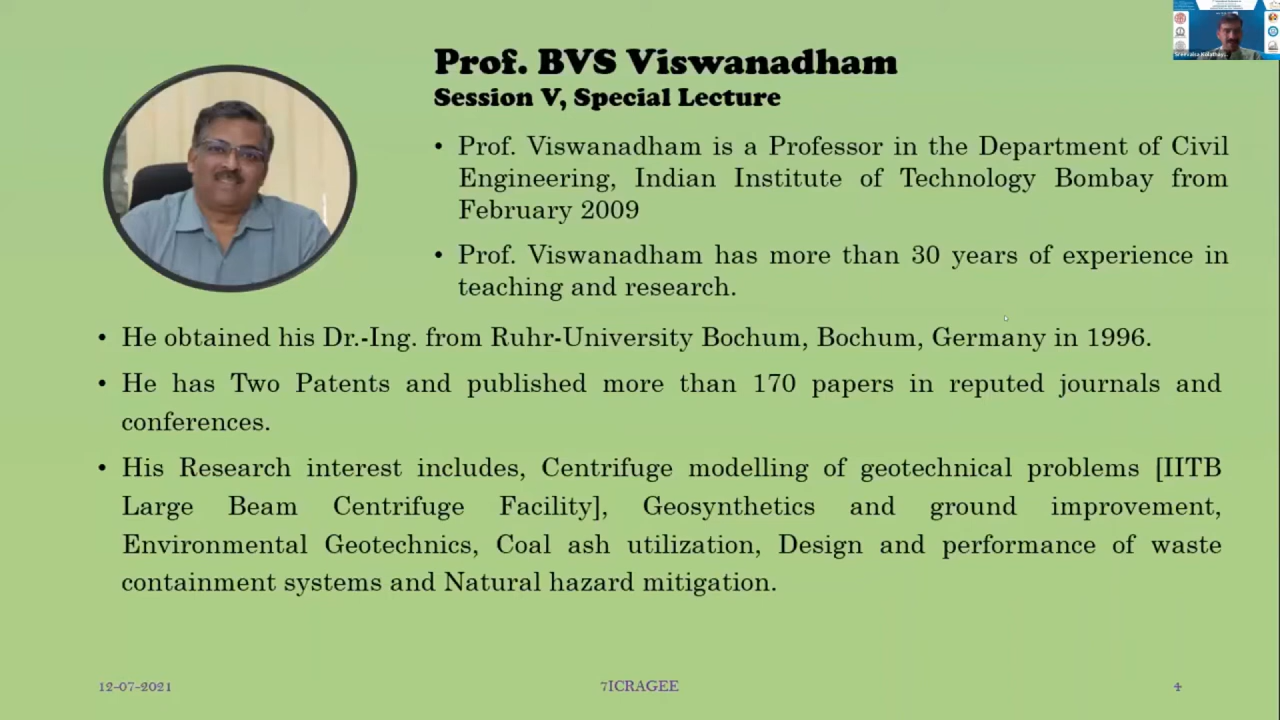 Prof. BVS Viswanadham
Session V, Special Lecture
• Prof. Viswanadham is a Professor in the Department of Civil
Engineering, Indian Institute of Technology Bombay from
February 2009
• Prof. Viswanadham has more than 30 years of experience in
teaching and research.
• He obtained his Dr.-Ing. from Ruhr-University Bochum, Bochum, Germany in 1996.
• He has Two Patents and published more than 170 papers in reputed journals and
conferences.
• His Research interest includes, Centrifuge modelling of geotechnical problems [IITB
Large Beam Centrifuge Facility], Geosynthetics and ground improvement,
Environmental Geotechnics, Coal ash utilization, Design and performance of waste
containment systems and Natural hazard mitigation.
12-07-2021
7ICRAGEE
4